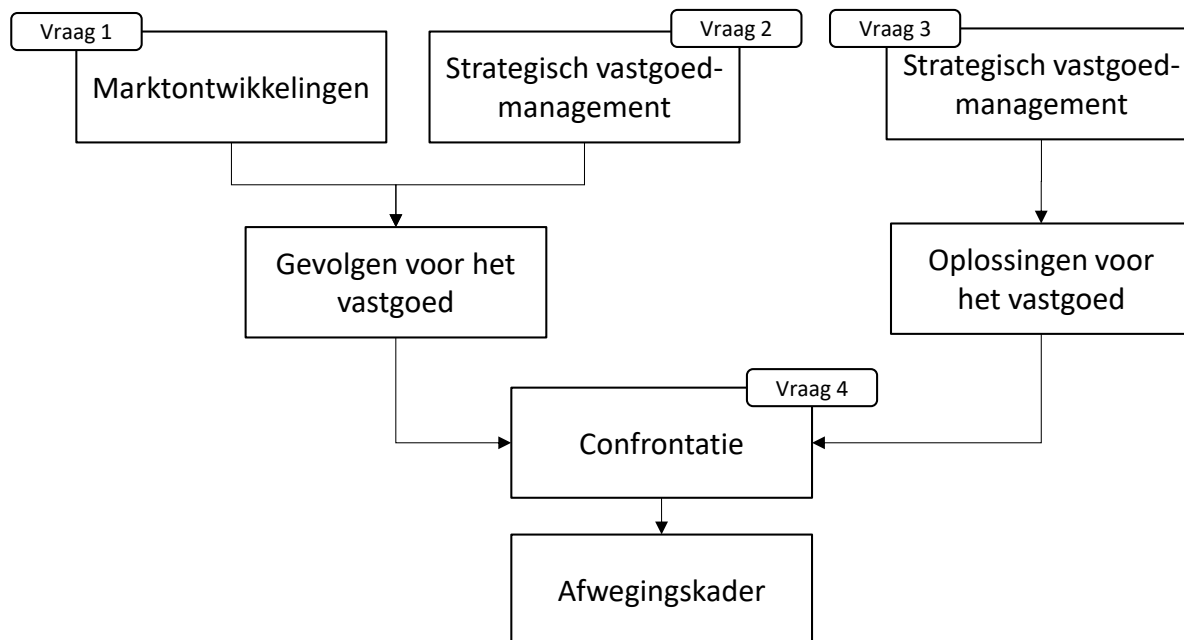 Vraag 1
Marktontwikkelingen
Vraag 2
Strategisch vastgoed-
management
Vraag 3
Strategisch vastgoed-
management
Gevolgen voor het
vastgoed
Oplossingen voor
het vastgoed
Vraag 4
Confrontatie
Afwegingskader